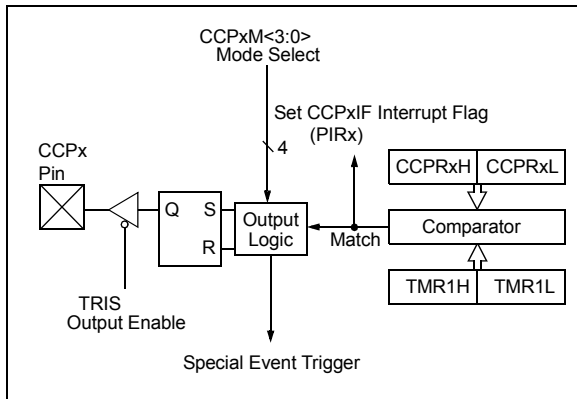 CCPxM<3:0>
Mode Select
Set CCPxIF Interrupt Flag
(PIRx)
4
CCPx
Pin
CCPRxH CCPRxL
Q S
R
Output
Logic
Match
Comparator
TRIS
Output Enable
TMR1H TMR1L
Special Event Trigger